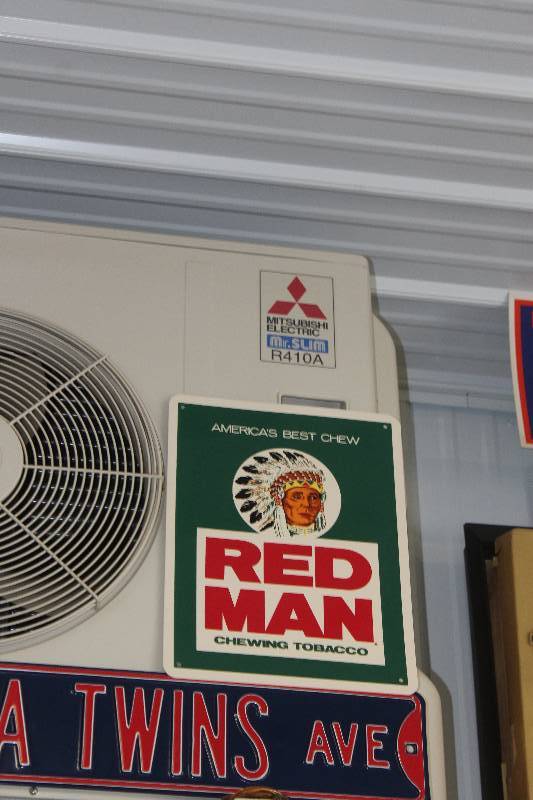 MITSUBISHI
ELECTRIC
Mr.SLIM
R410A
AMERICA'S BEST CHEW
RED
MAN
CHEWING TOBACCO
A TWINS AVE